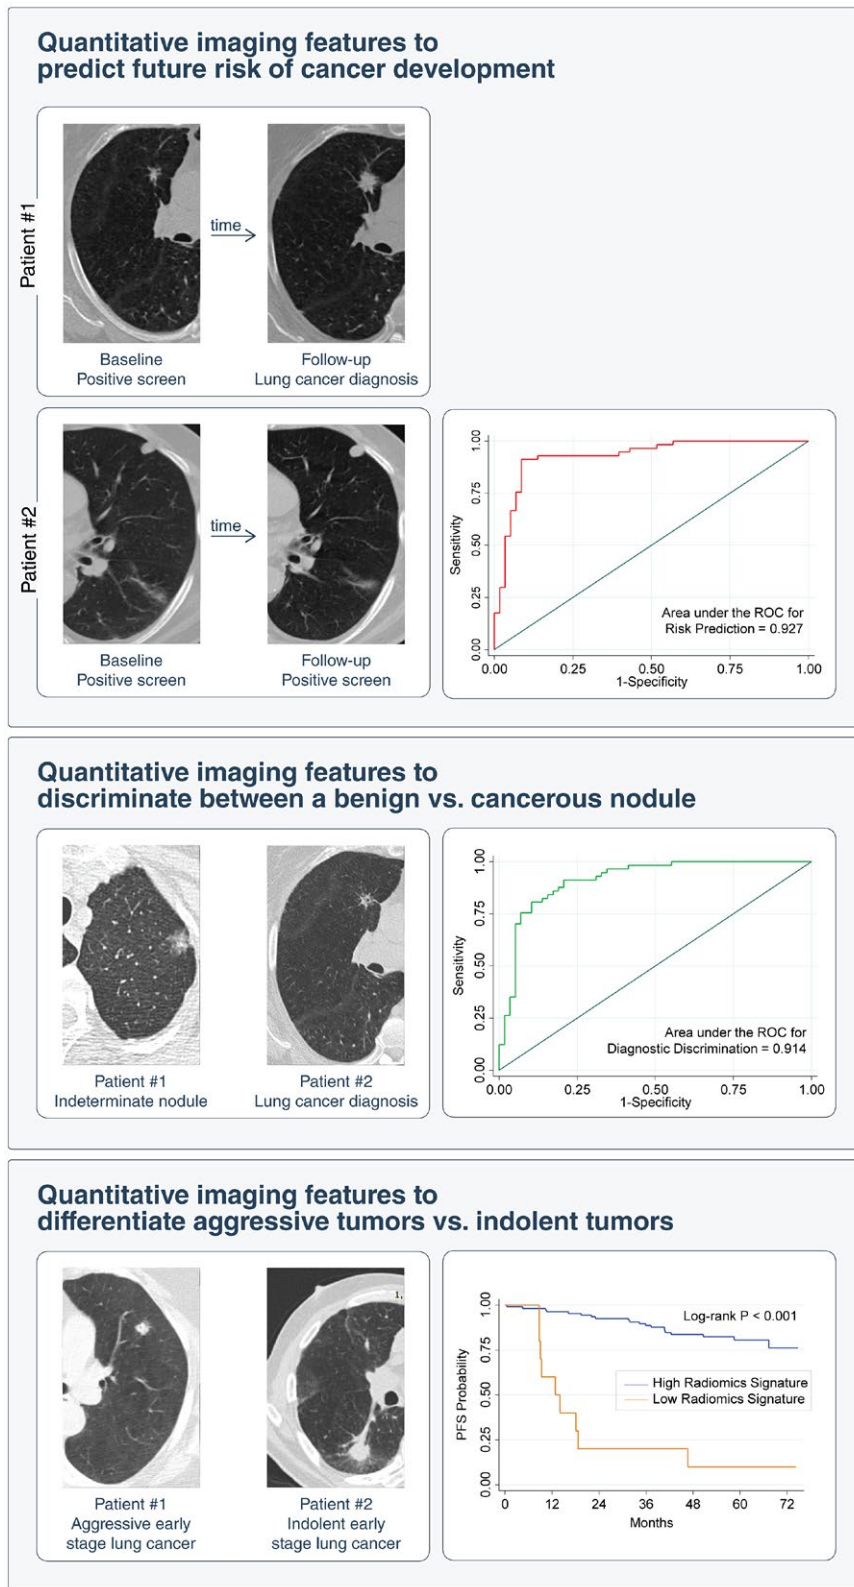 Quantitative imaging features to
predict future risk of cancer development
Patient #1
time
Baseline
Positive screen
Follow-up
Lung cancer diagnosis
Patient #2
time
Baseline
Positive screen
Follow-up
Positive screen
1.00
0.75
0.50
0.25
0.00
Sensitivity
Area under the ROC for
Risk Prediction = 0.927
0.00 0.25 0.50 0.75 1.00
1-Specificity
Quantitative imaging features to
discriminate between a benign vs. cancerous nodule
Patient #1
Indeterminate nodule
Patient #2
Lung cancer diagnosis
1.00
0.75
0.50
0.25
0.00
Sensitivity
Area under the ROC for
Diagnostic Discrimination = 0.914
0.00 0.25 0.50 0.75 1.00
1-Specificity
Quantitative imaging features to
differentiate aggressive tumors vs. indolent tumors
1.
Patient #1
Aggressive early
stage lung cancer
Patient #2
Indolent early
stage lung cancer
1.00
0.75
0.50
0.25
0.00
PFS Probability
Log-rank P < 0.001
High Radiomics Signature
Low Radiomics Signature
0 12 24 36 48 60 72
Months